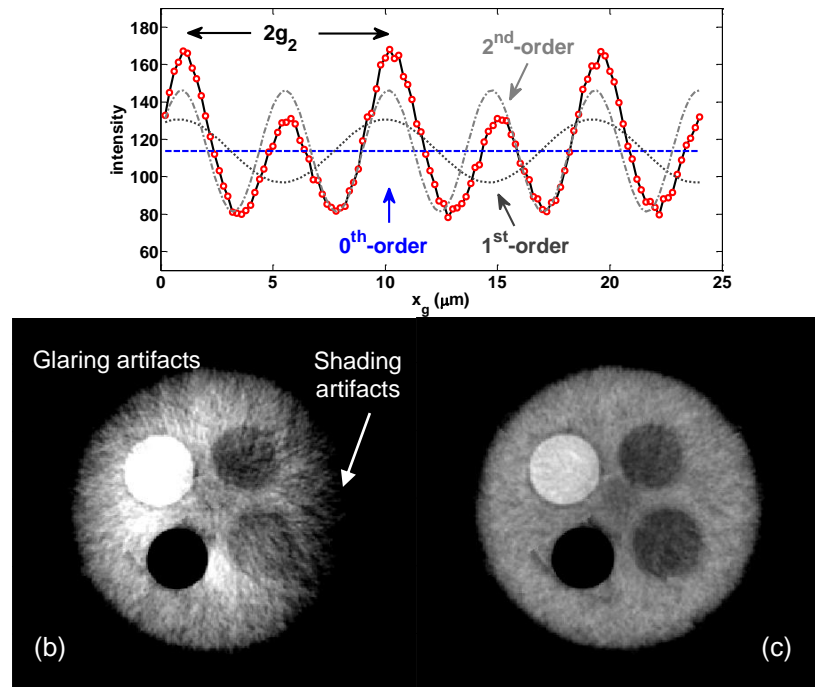 180
160
140
120
100
80
60
intensity
2g₂
2ⁿᵈ-order
0ᵗʰ-order
1ˢᵗ-order
0 5 10 15 20 25
x_g (μm)
Glaring artifacts
Shading
artifacts
(b)
(c)